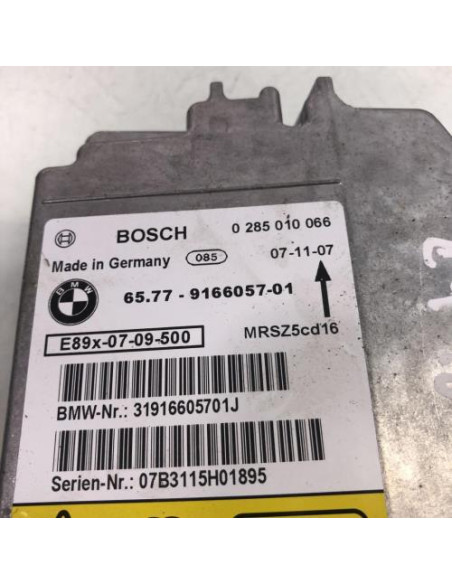 BOSCH 0 285 010 066
Made in Germany 085 07-11-07
BMW 65.77 - 9166057-01
E89x-07-09-500 MRSZ5cd16
BMW-Nr.: 31916605701J
Serien-Nr.: 07B3115H01895